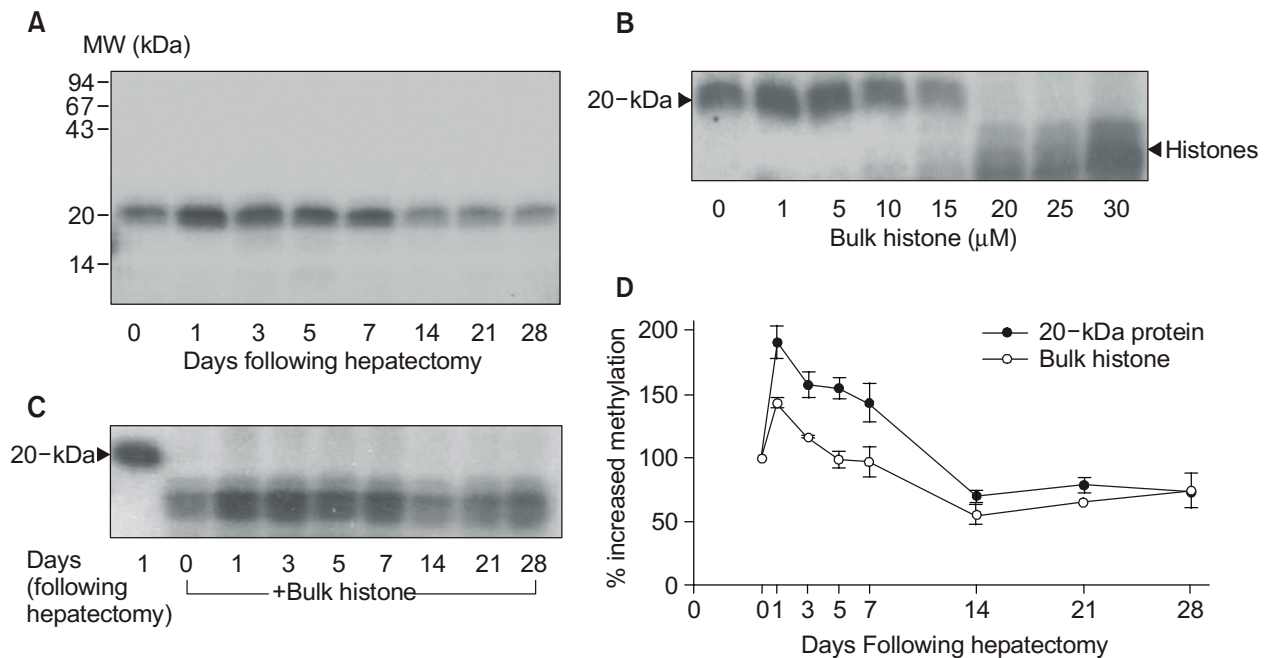 A
MW (kDa)
94
67
43
20
14
0 1 3 5 7 14 21 28
Days following hepatectomy
B
20-kDa
Histones
0 1 5 10 15 20 25 30
Bulk histone (μM)
C
20-kDa
Days
(following
hepatectomy)
1 0 1 3 5 7 14 21 28
+Bulk histone
D
% increased methylation
200
150
100
50
0
20-kDa protein
Bulk histone
0 0 1 3 5 7 14 21 28
Days Following hepatectomy